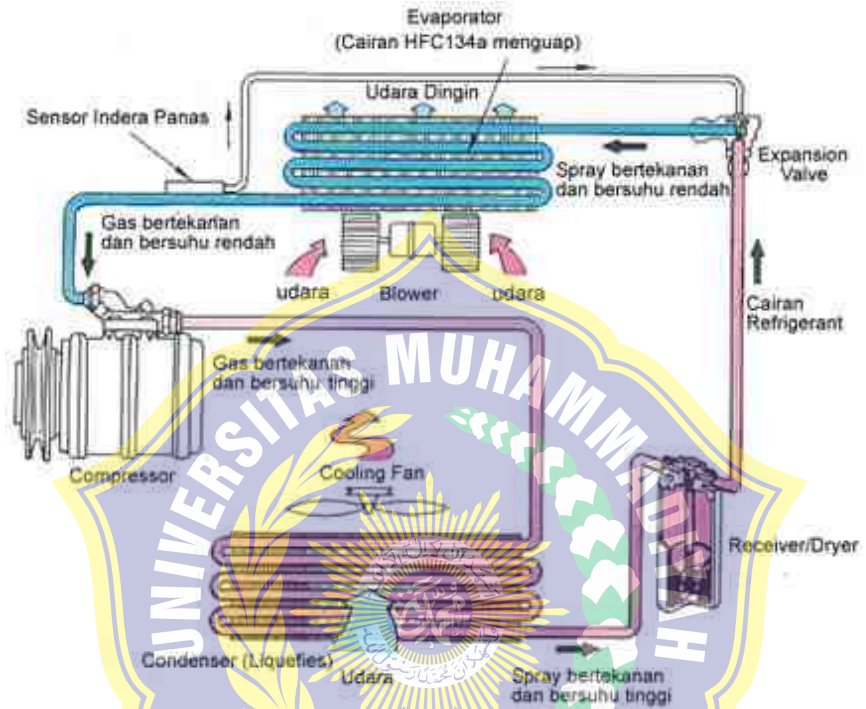 Evaporator
(Cairan HFC134a menguap)
Udara Dingin
Sensor Indera Panas
Expansion
Valve
Spray bertekanan
dan bersuhu rendah
Gas bertekanan
dan bersuhu rendah
udara
Blower
udara
Cairan
Refrigerant
Gas bertekanan
dan bersuhu tinggi
UNIVERSITAS MUHAMMADIYAH
Compressor
Cooling Fan
Receiver/Dryer
Condenser (Liquefies)
Udara
Spray bertekanan
dan bersuhu tinggi